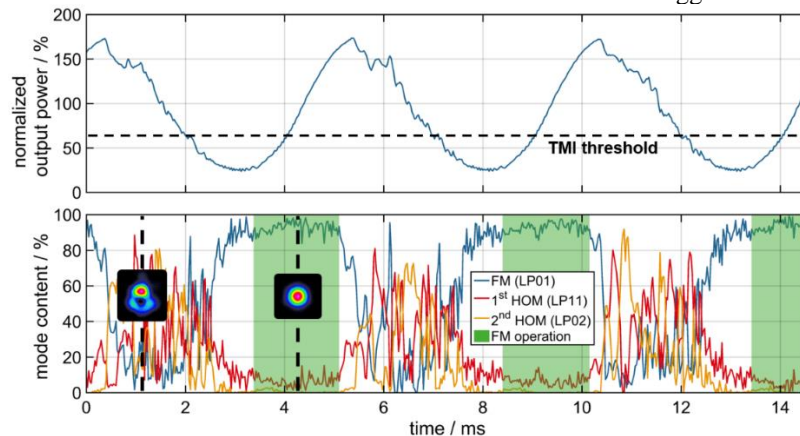 200
150
100
50
0
normalized
output power / %
TMI threshold
100
80
60
40
20
0
mode content / %
FM (LP01)
1st HOM (LP11)
2nd HOM (LP02)
FM operation
0 2 4 6 8 10 12 14
time / ms